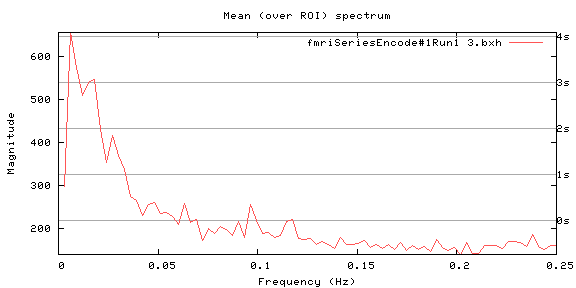 Mean (over ROI) spectrum
fmriSeriesEncode#1Run1 3.bxh
4s
600
3s
500
2s
Magnitude
400
1s
300
0s
200
0 0.05 0.1 0.15 0.2 0.25
Frequency (Hz)